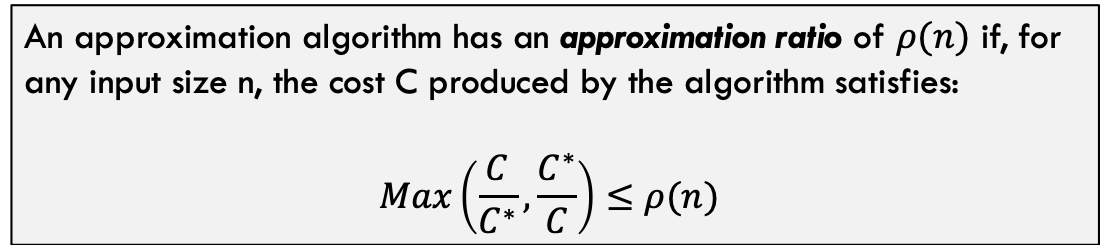 An approximation algorithm has an approximation ratio of 𝜌(𝑛) if, for
any input size n, the cost C produced by the algorithm satisfies:
𝑀𝑎𝑥 (𝐶/𝐶*, 𝐶*/𝐶) ≤ 𝜌(𝑛)